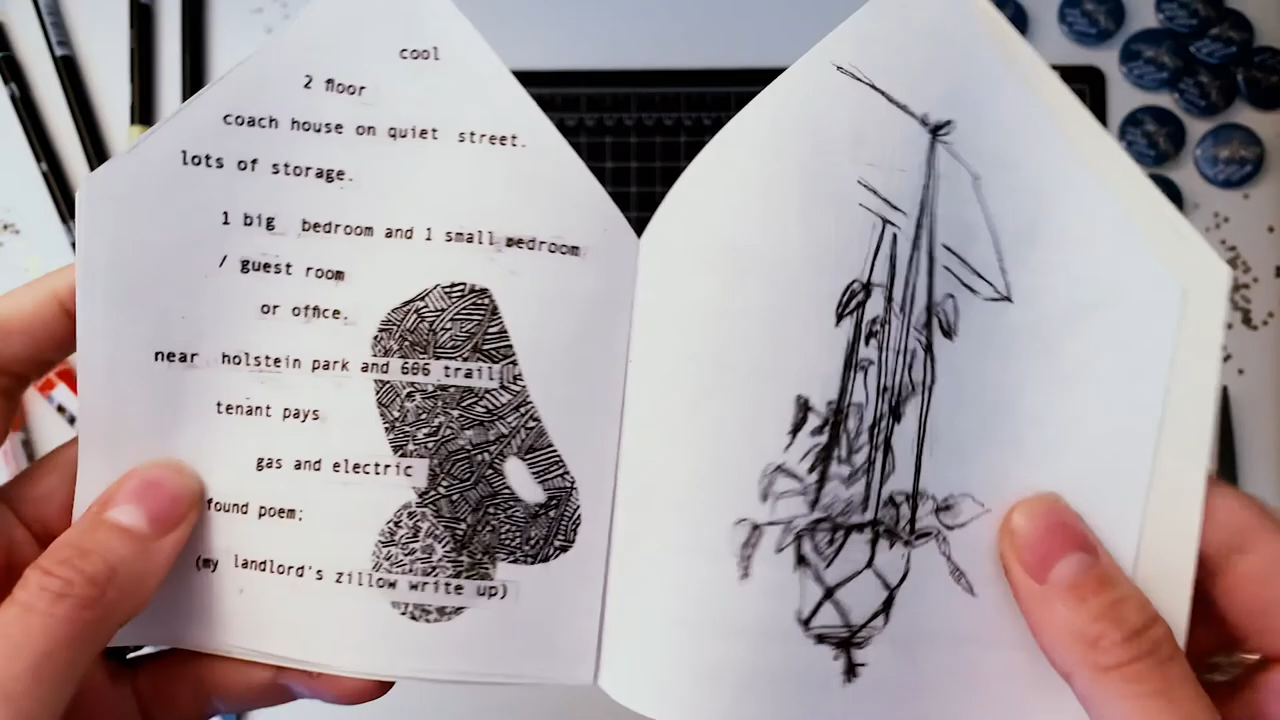 cool
2 floor
coach house on quiet street.
lots of storage.
1 big bedroom and 1 small bedroom
/ guest room
or office.
near holstein park and 606 trail
tenant pays
gas and electric
found poem:
(my landlord's zillow write up)